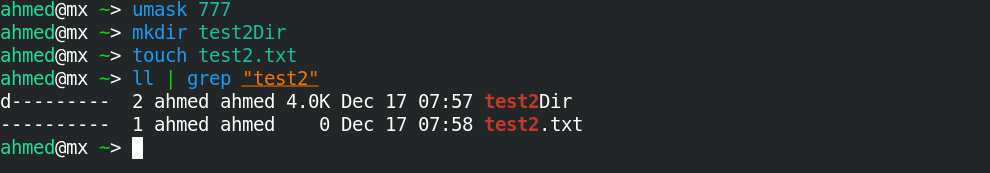 ahmed@mx ~> umask 777
ahmed@mx ~> mkdir test2Dir
ahmed@mx ~> touch test2.txt
ahmed@mx ~> ll | grep "test2"
d---------  2 ahmed ahmed 4.0K Dec 17 07:57 test2Dir
----------  1 ahmed ahmed    0 Dec 17 07:58 test2.txt
ahmed@mx ~>